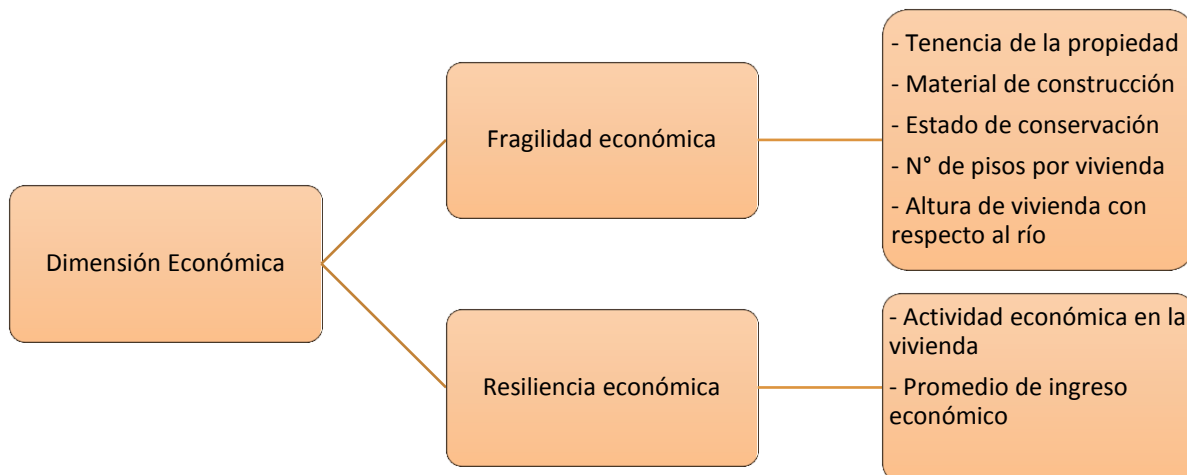 Dimensión Económica
Fragilidad económica
- Tenencia de la propiedad
- Material de construcción
- Estado de conservación
- N° de pisos por vivienda
- Altura de vivienda con
respecto al río
Resiliencia económica
- Actividad económica en la
vivienda
- Promedio de ingreso
económico